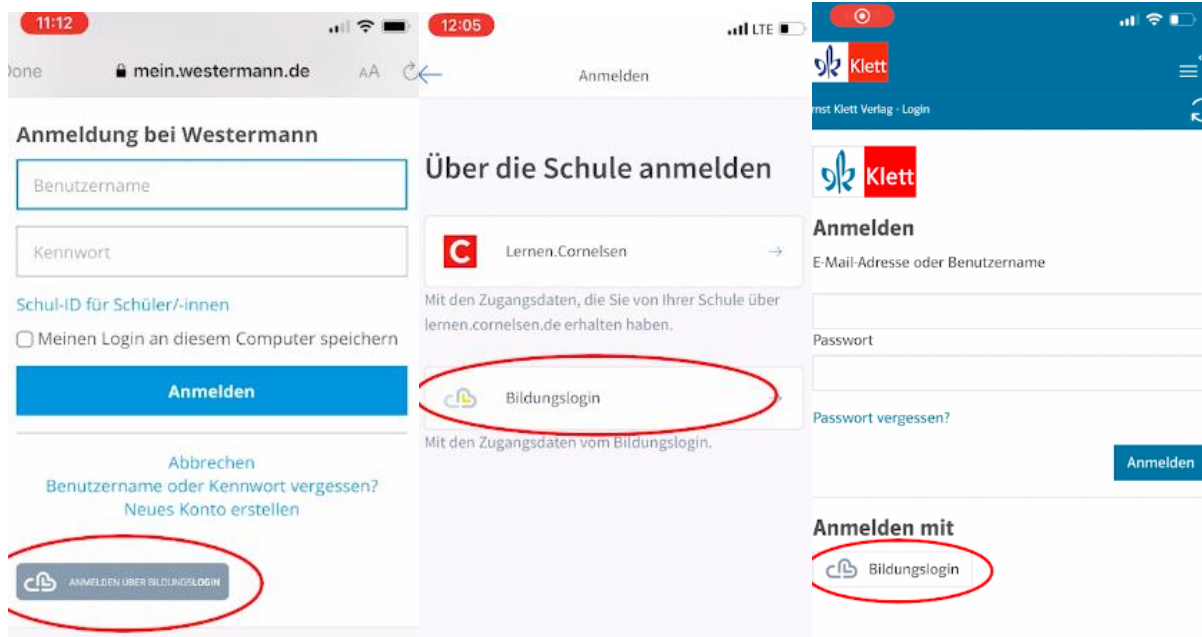 11:12
Done
mein.westermann.de
AA
Anmeldung bei Westermann
Benutzername
Kennwort
Schul-ID für Schüler/-innen
Meinen Login an diesem Computer speichern
Anmelden
Abbrechen
Benutzername oder Kennwort vergessen?
Neues Konto erstellen
ANMELDEN ÜBER BILDUNGSLOGIN
12:05
LTE
Anmelden
Über die Schule anmelden
C
Lernen.Cornelsen
Mit den Zugangsdaten, die Sie von Ihrer Schule über
lernen.cornelsen.de erhalten haben.
Bildungslogin
Mit den Zugangsdaten vom Bildungslogin.
Klett
rnst Klett Verlag - Login
Klett
Anmelden
E-Mail-Adresse oder Benutzername
Passwort
Passwort vergessen?
Anmelden
Anmelden mit
Bildungslogin